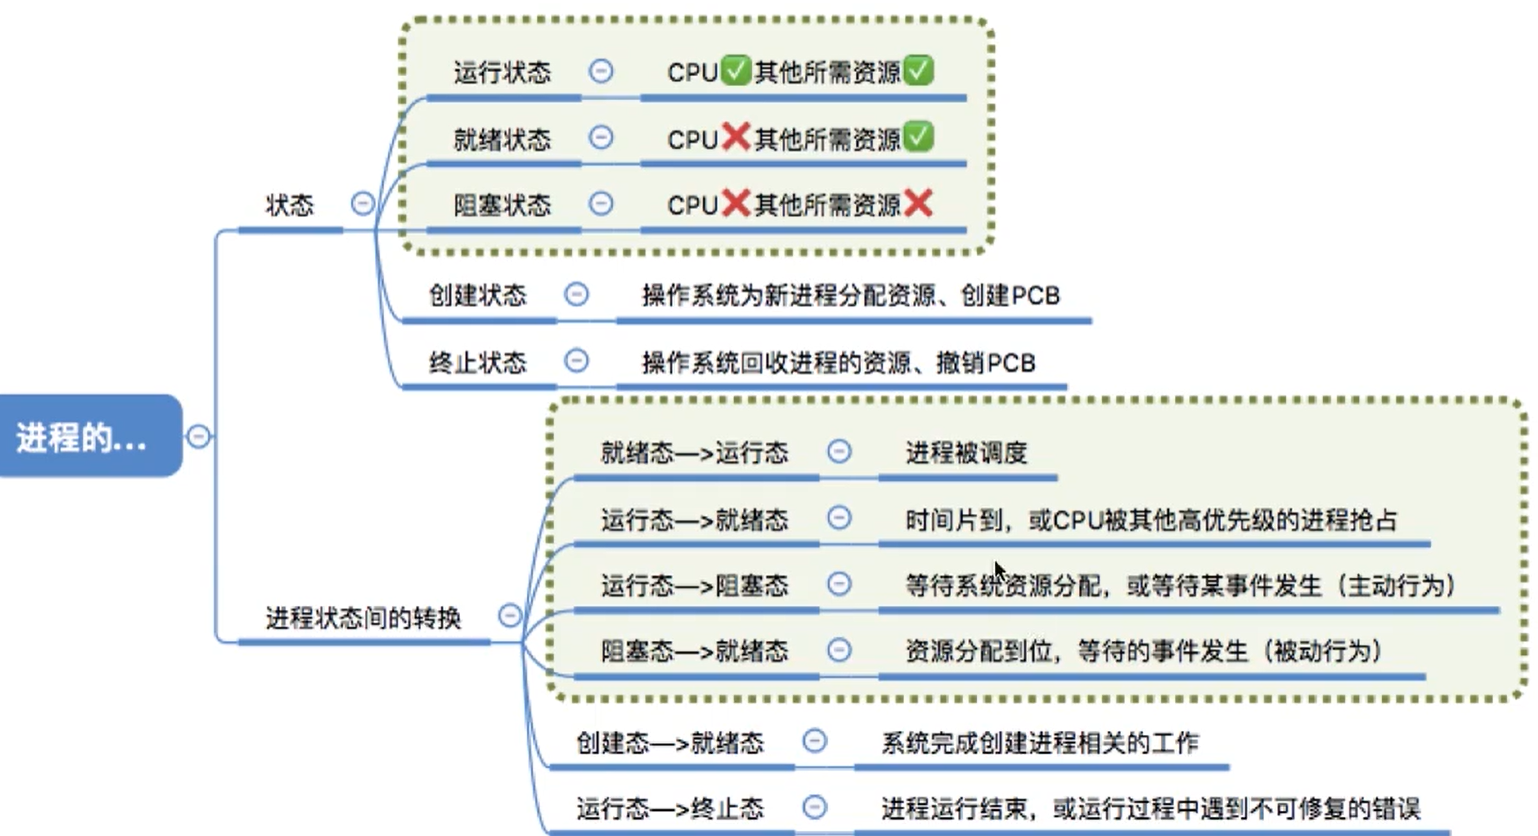 进程的...
状态
运行状态 CPU✅其他所需资源✅
就绪状态 CPU❌其他所需资源✅
阻塞状态 CPU❌其他所需资源❌
创建状态 操作系统为新进程分配资源、创建PCB
终止状态 操作系统回收进程的资源、撤销PCB
进程状态间的转换
就绪态—>运行态 进程被调度
运行态—>就绪态 时间片到，或CPU被其他高优先级的进程抢占
运行态—>阻塞态 等待系统资源分配，或等待某事件发生（主动行为）
阻塞态—>就绪态 资源分配到位，等待的事件发生（被动行为）
创建态—>就绪态 系统完成创建进程相关的工作
运行态—>终止态 进程运行结束，或运行过程中遇到不可修复的错误